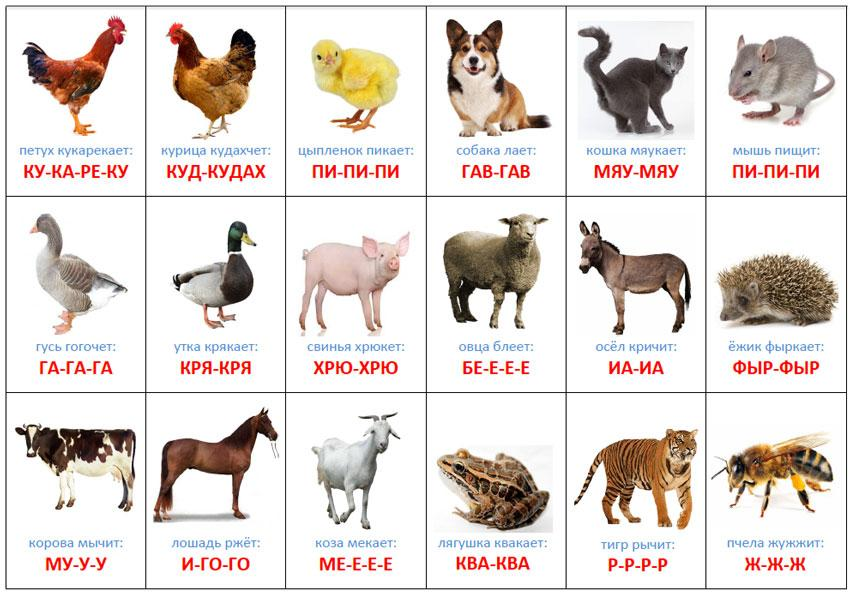 петух кукарекает:
КУ-КА-РЕ-КУ
курица кудахчет:
КУД-КУДАХ
цыпленок пикает:
ПИ-ПИ-ПИ
собака лает:
ГАВ-ГАВ
кошка мяукает:
МЯУ-МЯУ
мышь пищит:
ПИ-ПИ-ПИ
гусь гогочет:
ГА-ГА-ГА
утка крякает:
КРЯ-КРЯ
свинья хрюкет:
ХРЮ-ХРЮ
овца блеет:
БЕ-Е-Е-Е
осёл кричит:
ИА-ИА
ёжик фыркает:
ФЫР-ФЫР
корова мычит:
МУ-У-У
лошадь ржёт:
И-ГО-ГО
коза мекает:
МЕ-Е-Е-Е
лягушка квакает:
КВА-КВА
тигр рычит:
Р-Р-Р-Р
пчела жужжит:
Ж-Ж-Ж